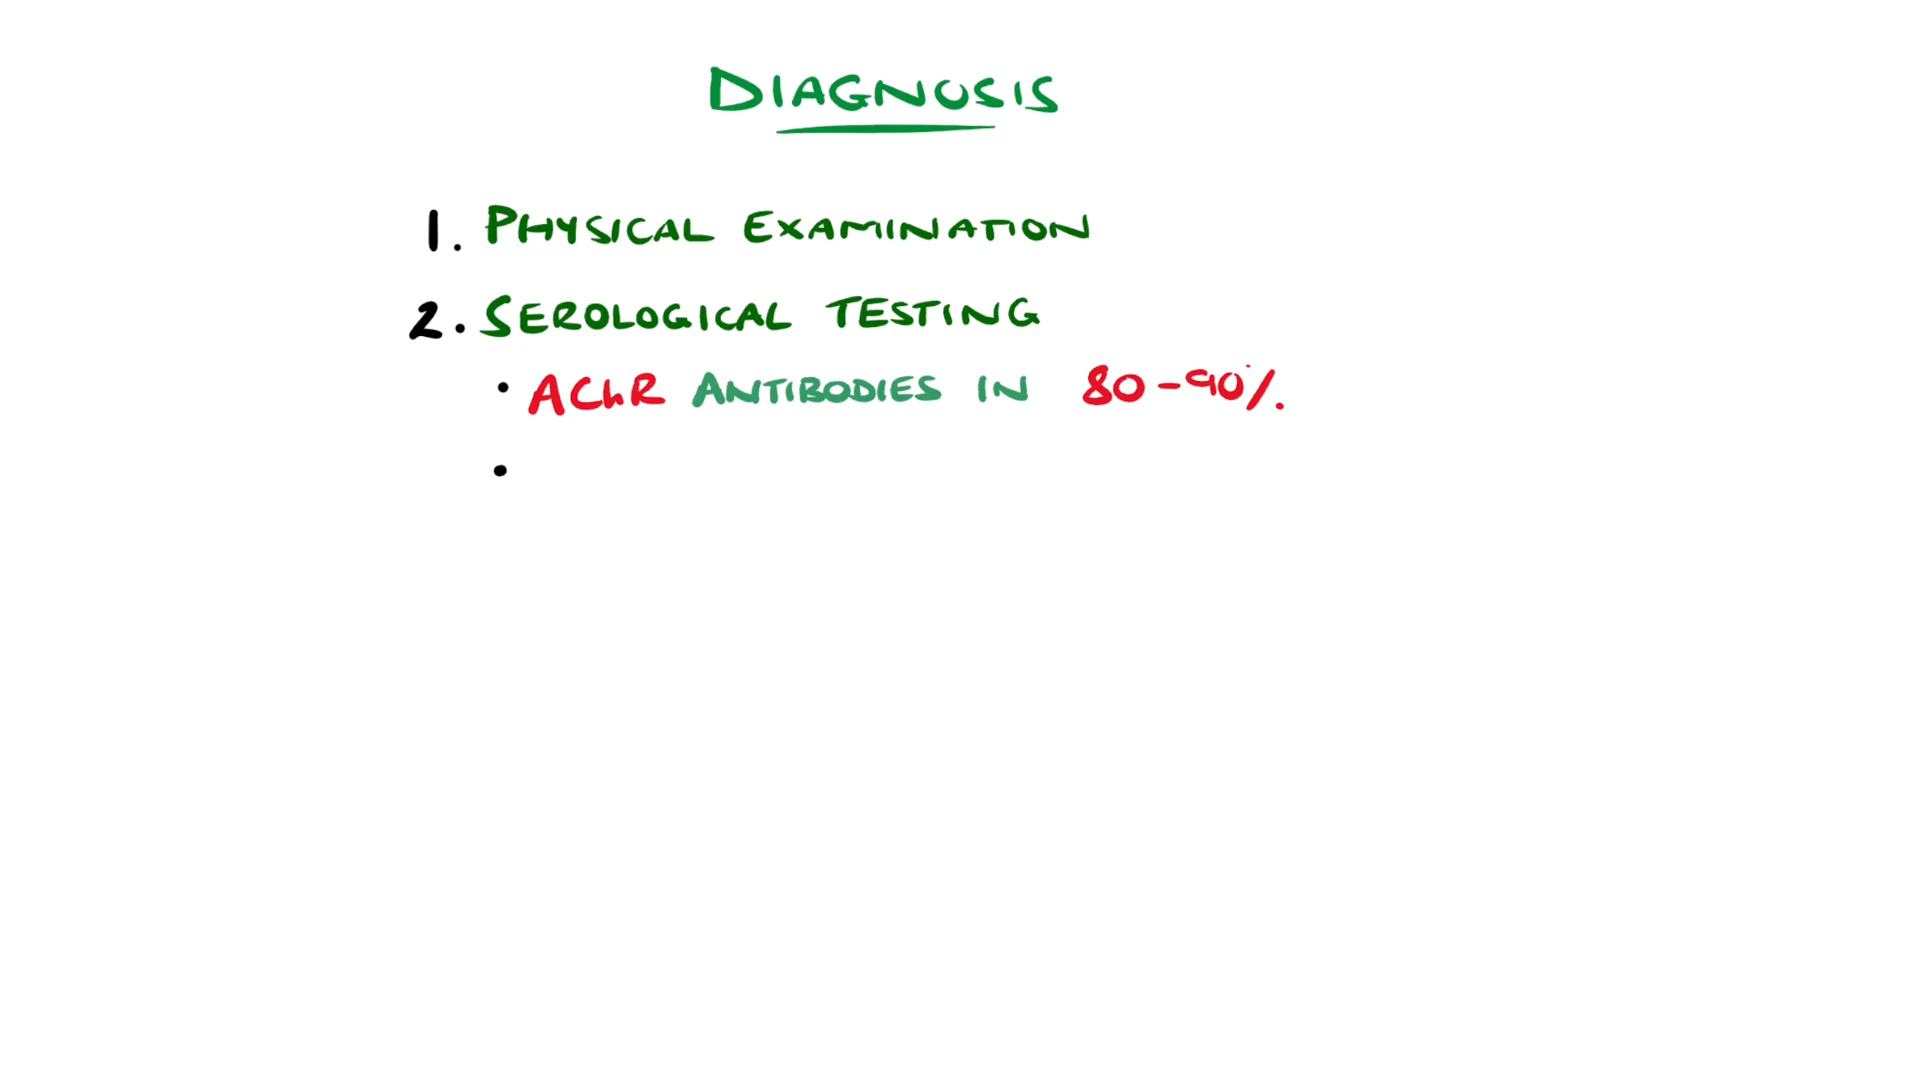 DIAGNOSIS
1. PHYSICAL EXAMINATION
2. SEROLOGICAL TESTING
• AChR ANTIBODIES IN 80-90%
•